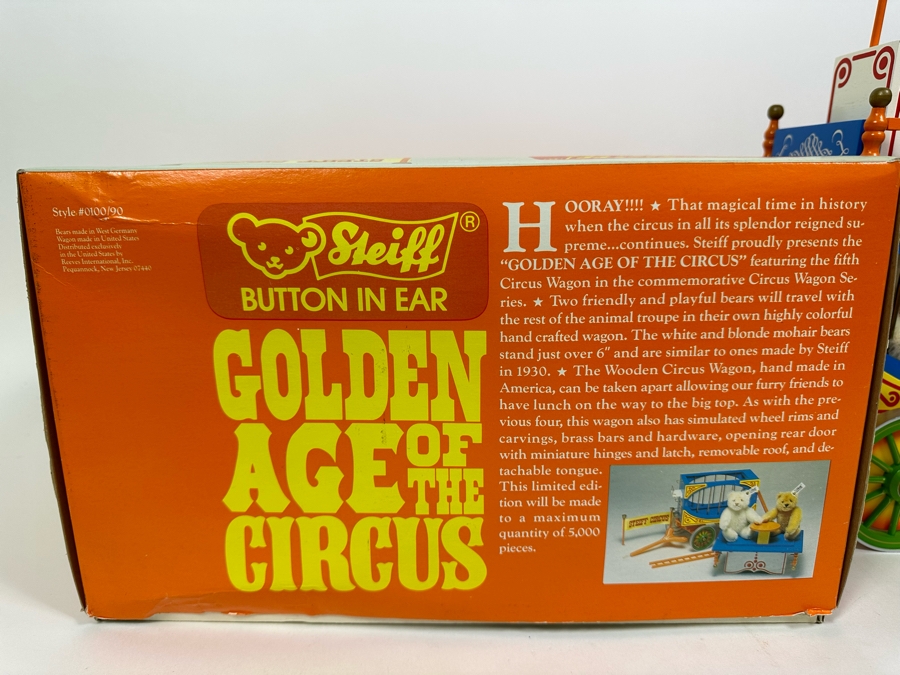 Style #0100/90
Bears made in West Germany
Wagon made in United States
Distributed exclusively
in the United States by
Reeves International, Inc.
Pequannock, New Jersey 07440
Steiff®
BUTTON IN EAR
GOLDEN
AGE OF
THE
CIRCUS
HOORAY!!!! ★ That magical time in history
when the circus in all its splendor reigned su-
preme...continues. Steiff proudly presents the
“GOLDEN AGE OF THE CIRCUS” featuring the fifth
Circus Wagon in the commemorative Circus Wagon Se-
ries. ★ Two friendly and playful bears will travel with
the rest of the animal troupe in their own highly colorful
hand crafted wagon. The white and blonde mohair bears
stand just over 6” and are similar to ones made by Steiff
in 1930. ★ The Wooden Circus Wagon, hand made in
America, can be taken apart allowing our furry friends to
have lunch on the way to the big top. As with the pre-
vious four, this wagon also has simulated wheel rims and
carvings, brass bars and hardware, opening rear door
with miniature hinges and latch, removable roof, and de-
tachable tongue.
This limited edi-
tion will be made
to a maximum
quantity of 5,000
pieces.